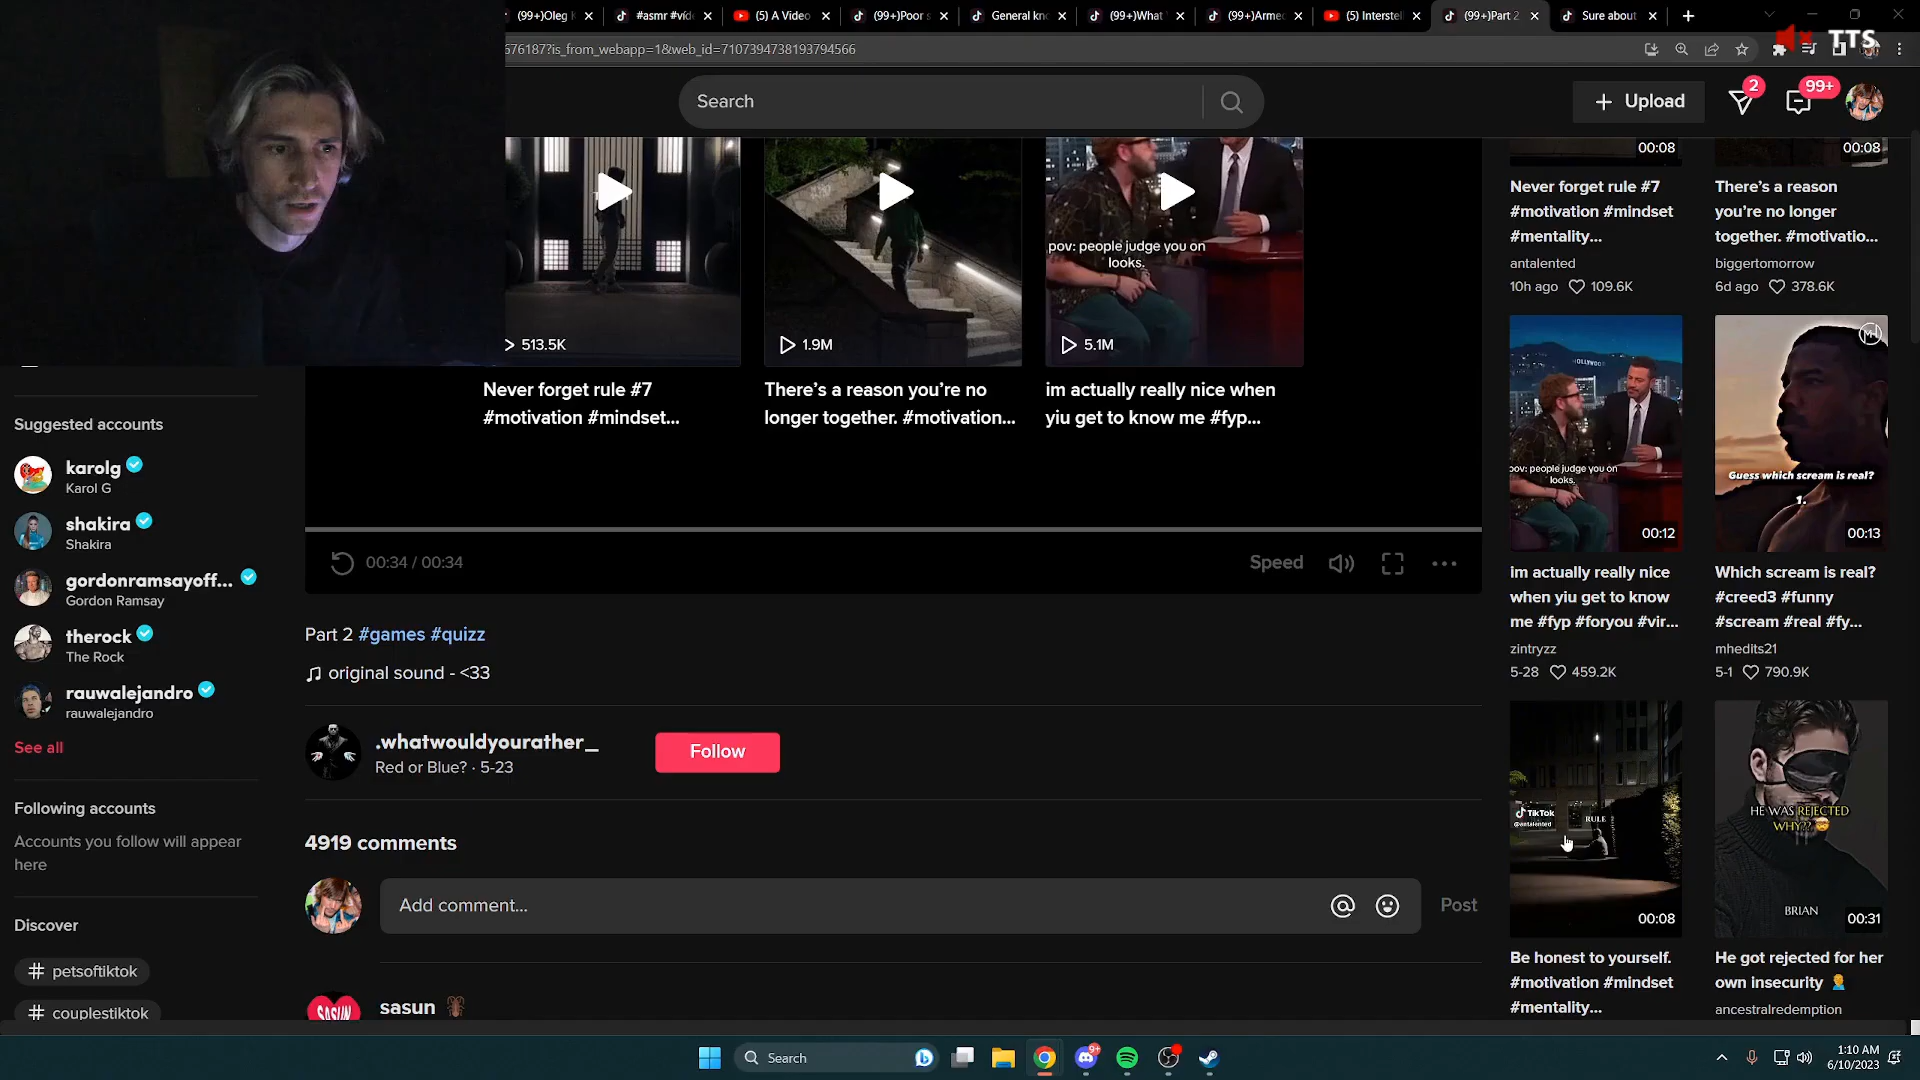 (99+)Oleg
#asmr #vid
(5) A Video
(99+)Poor s
General kn
(99+)What
(99+)Arme
(5) Interstel
(99+)Part 2
Sure about
TTS
676187?is_from_webapp=1&web_id=7107394738193794566
Search
Upload
2
99+
513.5K
Never forget rule #7
#motivation #mindset...
1.9M
There's a reason you're no
longer together. #motivation...
pov: people judge you on
looks.
5.1M
im actually really nice when
yiu get to know me #fyp...
00:34 / 00:34
Speed
Part 2 #games #quizz
original sound - <33
.whatwouldyourather_
Red or Blue? · 5-23
Follow
4919 comments
Add comment...
Post
SASUN
sasun
Suggested accounts
karolg
Karol G
shakira
Shakira
gordonramsayoff...
Gordon Ramsay
therock
The Rock
rauwalejandro
rauwalejandro
See all
Following accounts
Accounts you follow will appear
here
Discover
# petsoftiktok
# couplestiktok
00:08
Never forget rule #7
#motivation #mindset
#mentality...
antalented
10h ago 109.6K
00:08
There's a reason
you're no longer
together. #motivatio...
biggertomorrow
6d ago 378.6K
HOLLYWOOD
pov: people judge you on
looks.
00:12
im actually really nice
when yiu get to know
me #fyp #foryou #vir...
zintryzz
5-28 459.2K
Guess which scream is real?
1.
00:13
Which scream is real?
#creed3 #funny
#scream #real #fy...
mhedits21
5-1 790.9K
TikTok
@antalented
RULE
00:08
Be honest to yourself.
#motivation #mindset
#mentality...
HE WAS REJECTED
WHY??
BRIAN
00:31
He got rejected for her
own insecurity
ancestralredemption
Search
9+
1:10 AM
6/10/2023